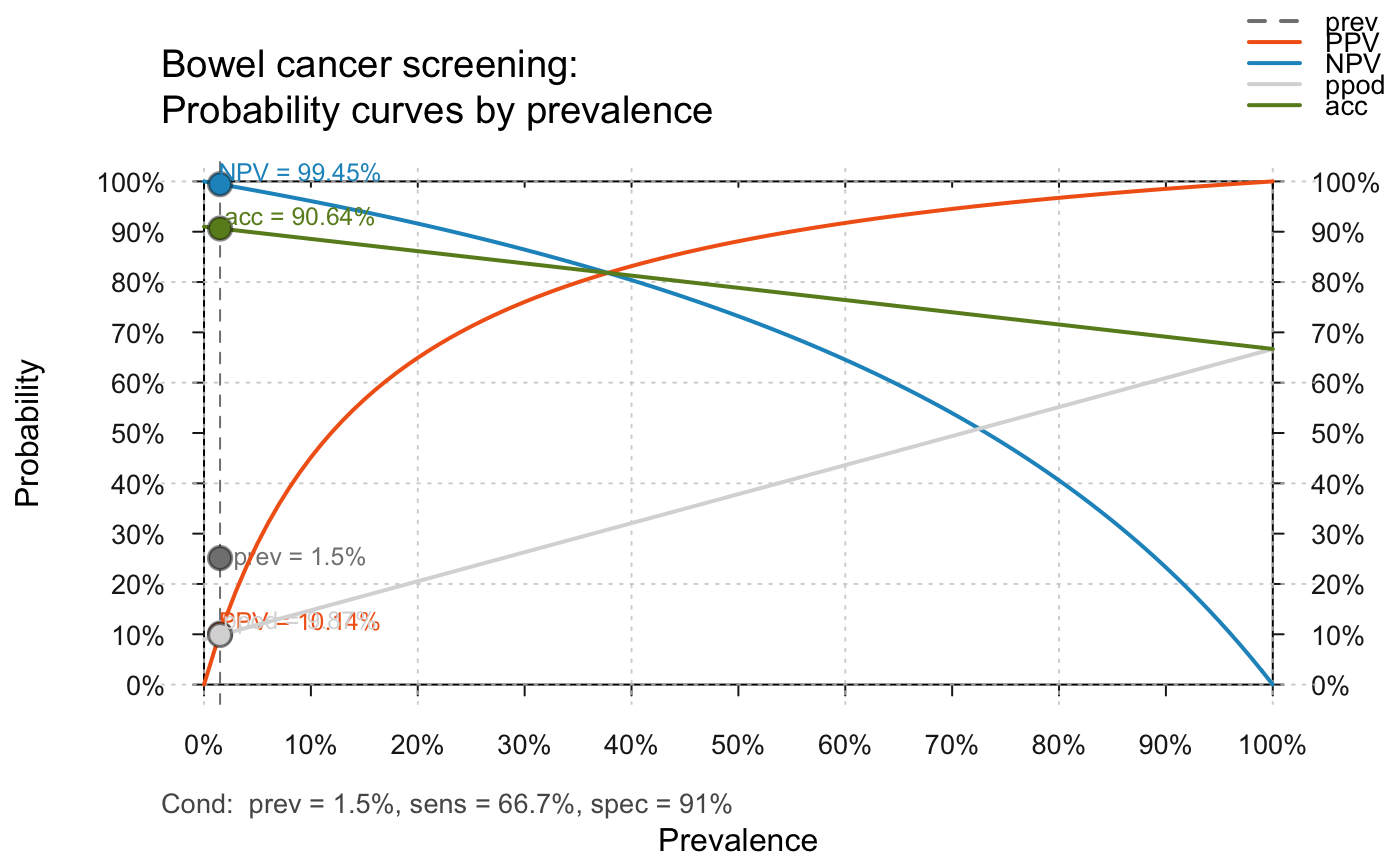 prev
PPV
NPV
ppod
acc
Bowel cancer screening:
Probability curves by prevalence
NPV = 99.45%
acc = 90.64%
prev = 1.5%
PPV = 10.14%
Probability
100%
90%
80%
70%
60%
50%
40%
30%
20%
10%
0%
100%
90%
80%
70%
60%
50%
40%
30%
20%
10%
0%
0% 10% 20% 30% 40% 50% 60% 70% 80% 90% 100%
Cond: prev = 1.5%, sens = 66.7%, spec = 91%
Prevalence